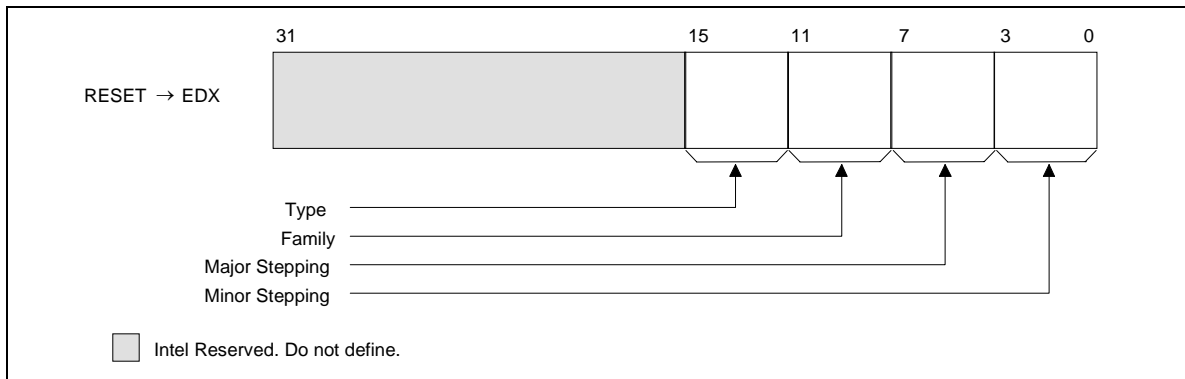 31 15 11 7 3 0
RESET → EDX
Type
Family
Major Stepping
Minor Stepping
Intel Reserved. Do not define.